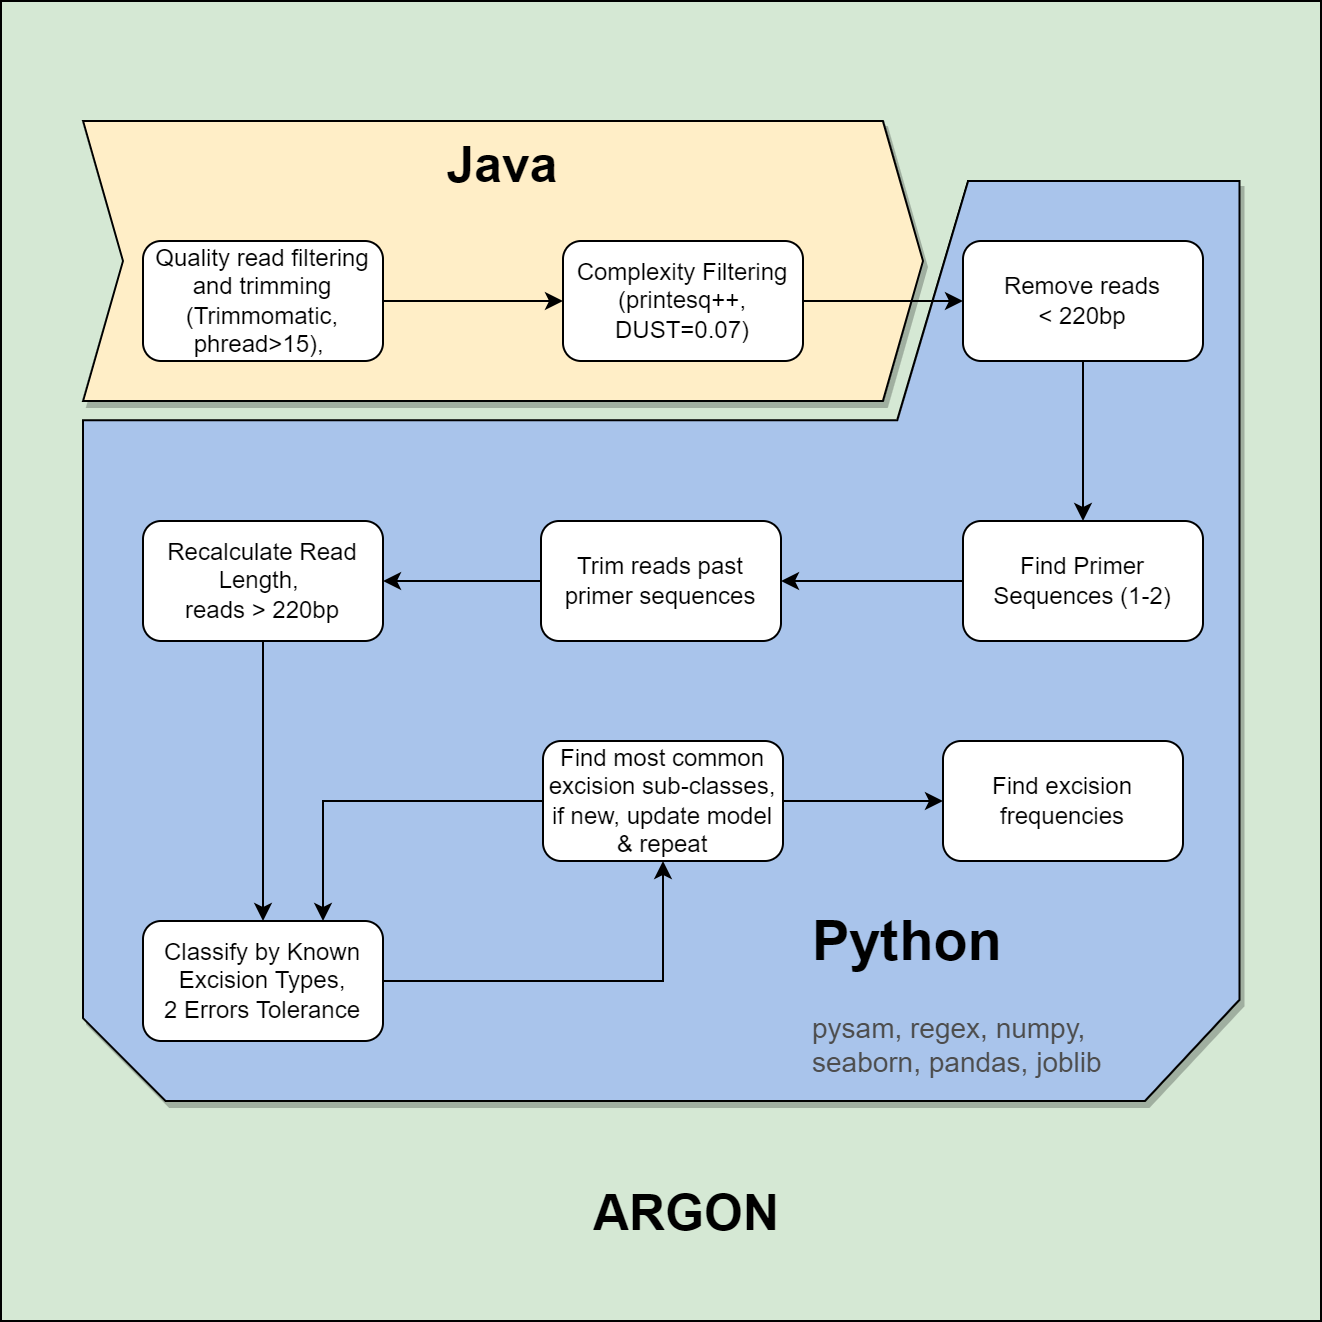 Java
Quality read filtering
and trimming
(Trimmomatic,
phread>15),
Complexity Filtering
(printesq++,
DUST=0.07)
Remove reads
< 220bp
Find Primer
Sequences (1-2)
Trim reads past
primer sequences
Recalculate Read
Length,
reads > 220bp
Classify by Known
Excision Types,
2 Errors Tolerance
Find most common
excision sub-classes,
if new, update model
& repeat
Find excision
frequencies
Python
pysam, regex, numpy,
seaborn, pandas, joblib
ARGON